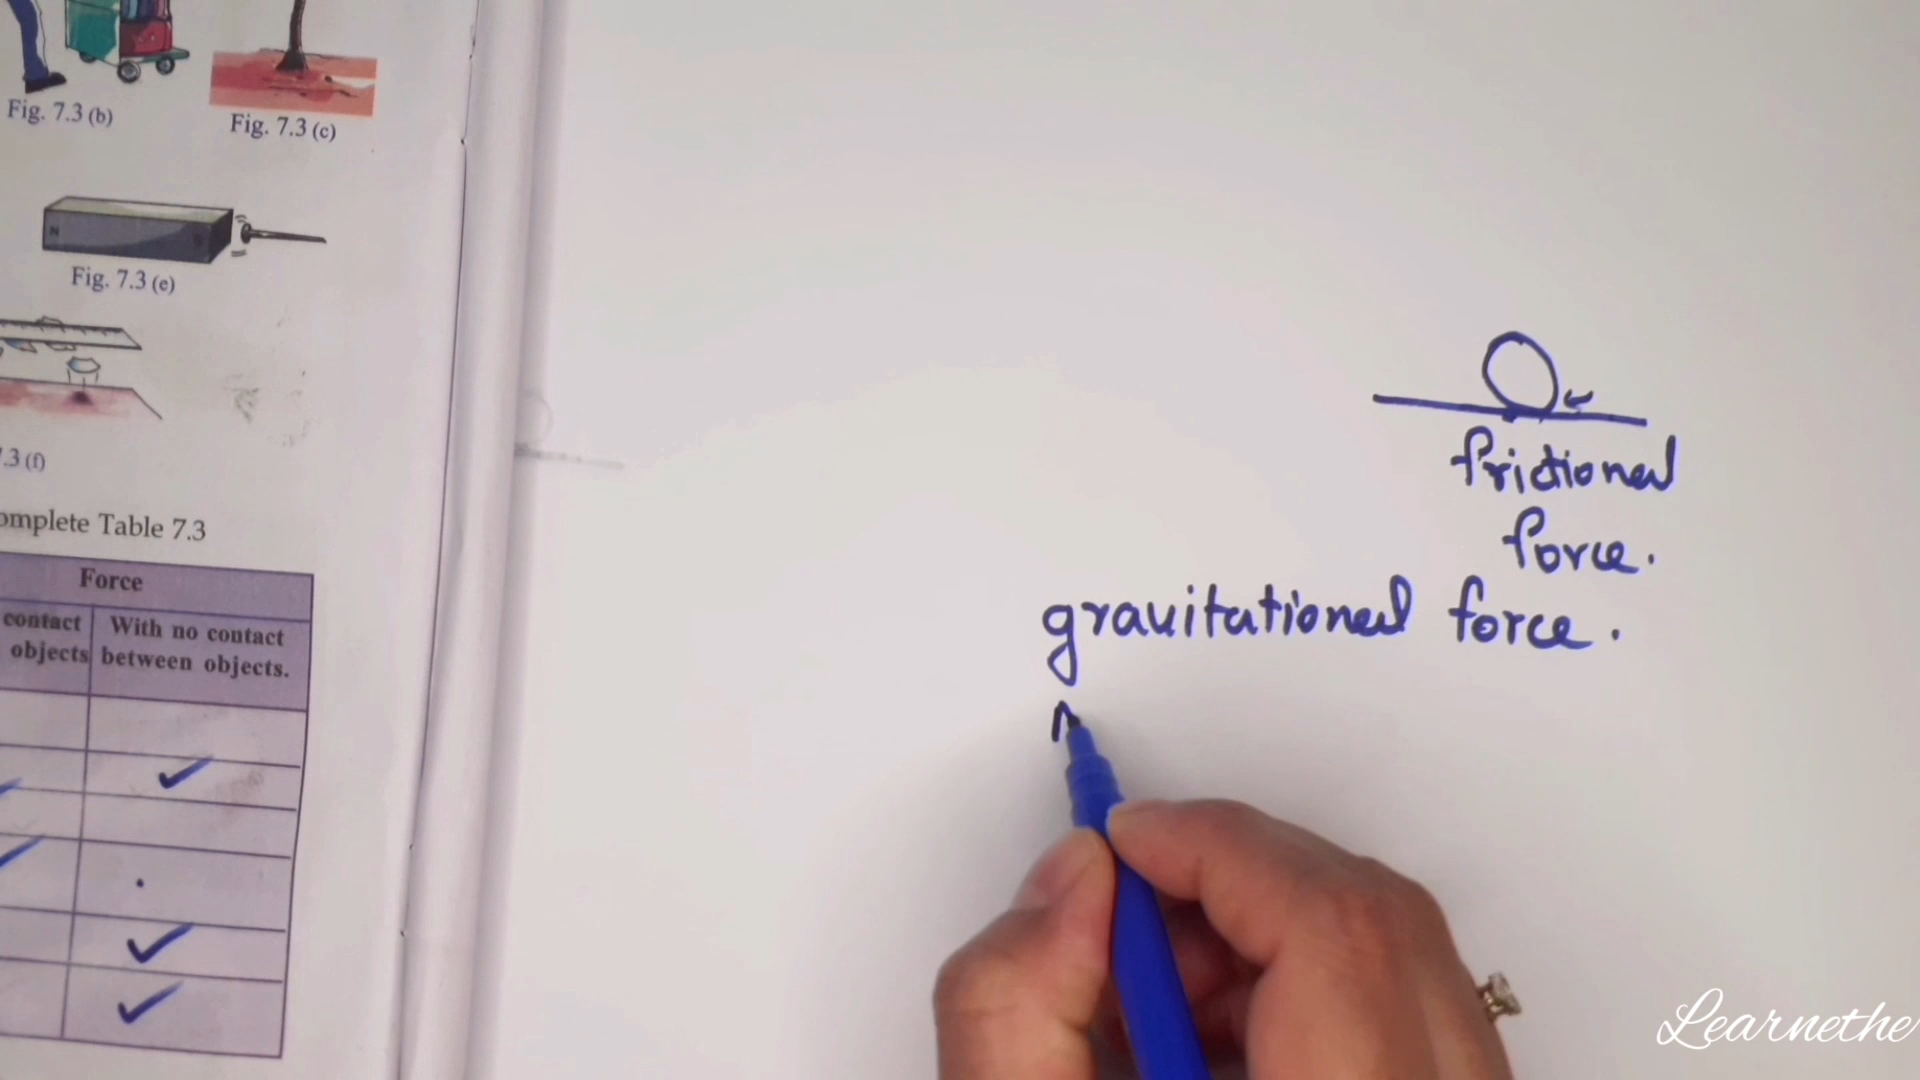 Fig. 7.3 (b)
Fig. 7.3 (c)
N
Fig. 7.3 (e)
.3 (f)
omplete Table 7.3
Force
contact
objects
With no contact
between objects.
frictional
force.
gravitational force.
Learnethe